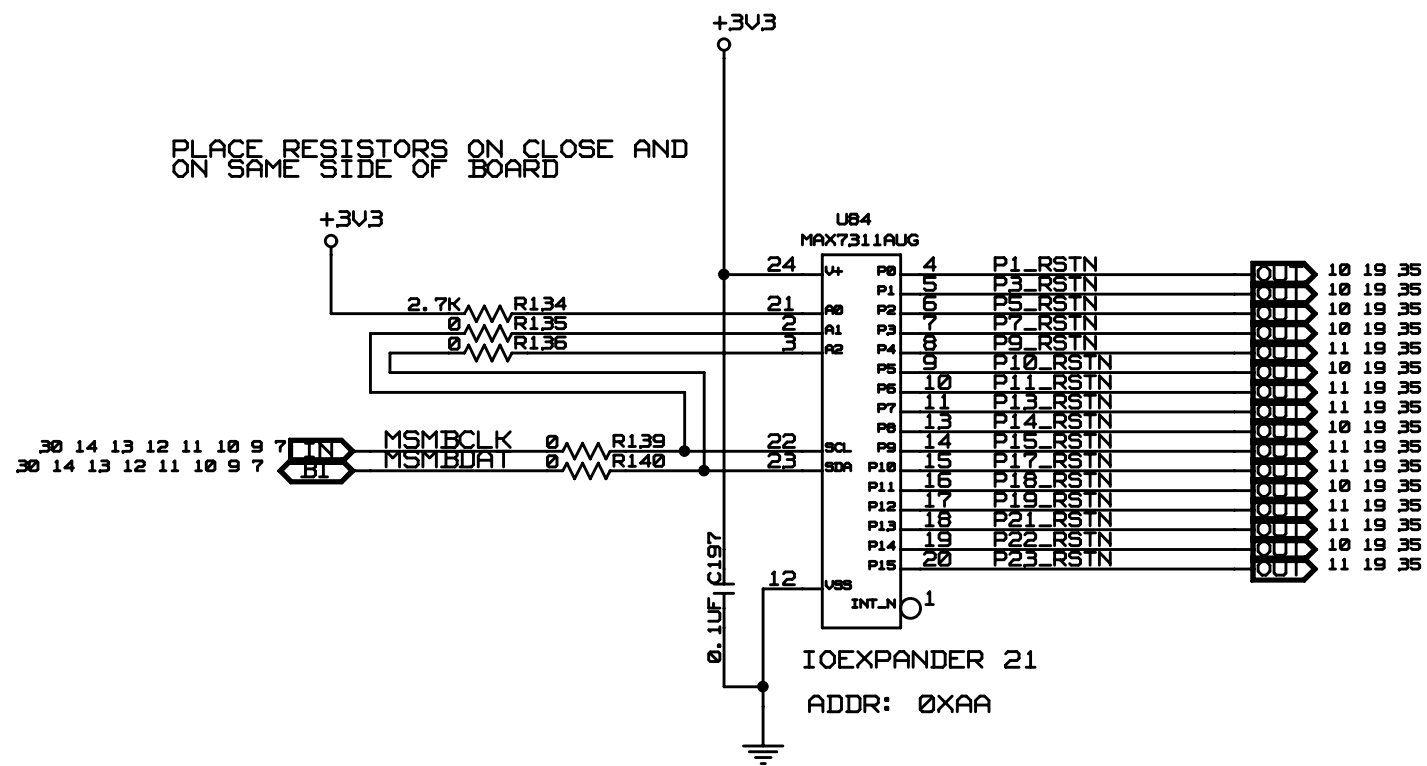 +3V3
PLACE RESISTORS ON CLOSE AND
ON SAME SIDE OF BOARD
+3V3
U84
MAX7311AUG
24 V+ P0 4 P1_RSTN OUT 10 19 35
P1 5 P3_RSTN OUT 10 19 35
2.7K R134 21 A0 P2 6 P5_RSTN OUT 10 19 35
0 R135 2 A1 P3 7 P7_RSTN OUT 10 19 35
0 R136 3 A2 P4 8 P9_RSTN OUT 11 19 35
P5 9 P10_RSTN OUT 10 19 35
P6 10 P11_RSTN OUT 11 19 35
P7 11 P13_RSTN OUT 11 19 35
P8 13 P14_RSTN OUT 10 19 35
30 14 13 12 11 10 9 7 IN MSMBCLK 0 R139 22 SCL P9 14 P15_RSTN OUT 11 19 35
30 14 13 12 11 10 9 7 BI MSMBDAT 0 R140 23 SDA P10 15 P17_RSTN OUT 11 19 35
P11 16 P18_RSTN OUT 10 19 35
P12 17 P19_RSTN OUT 11 19 35
P13 18 P21_RSTN OUT 11 19 35
P14 19 P22_RSTN OUT 10 19 35
P15 20 P23_RSTN OUT 11 19 35
0.1UF C197
12 VSS
INT_N 1
IOEXPANDER 21
ADDR: 0XAA